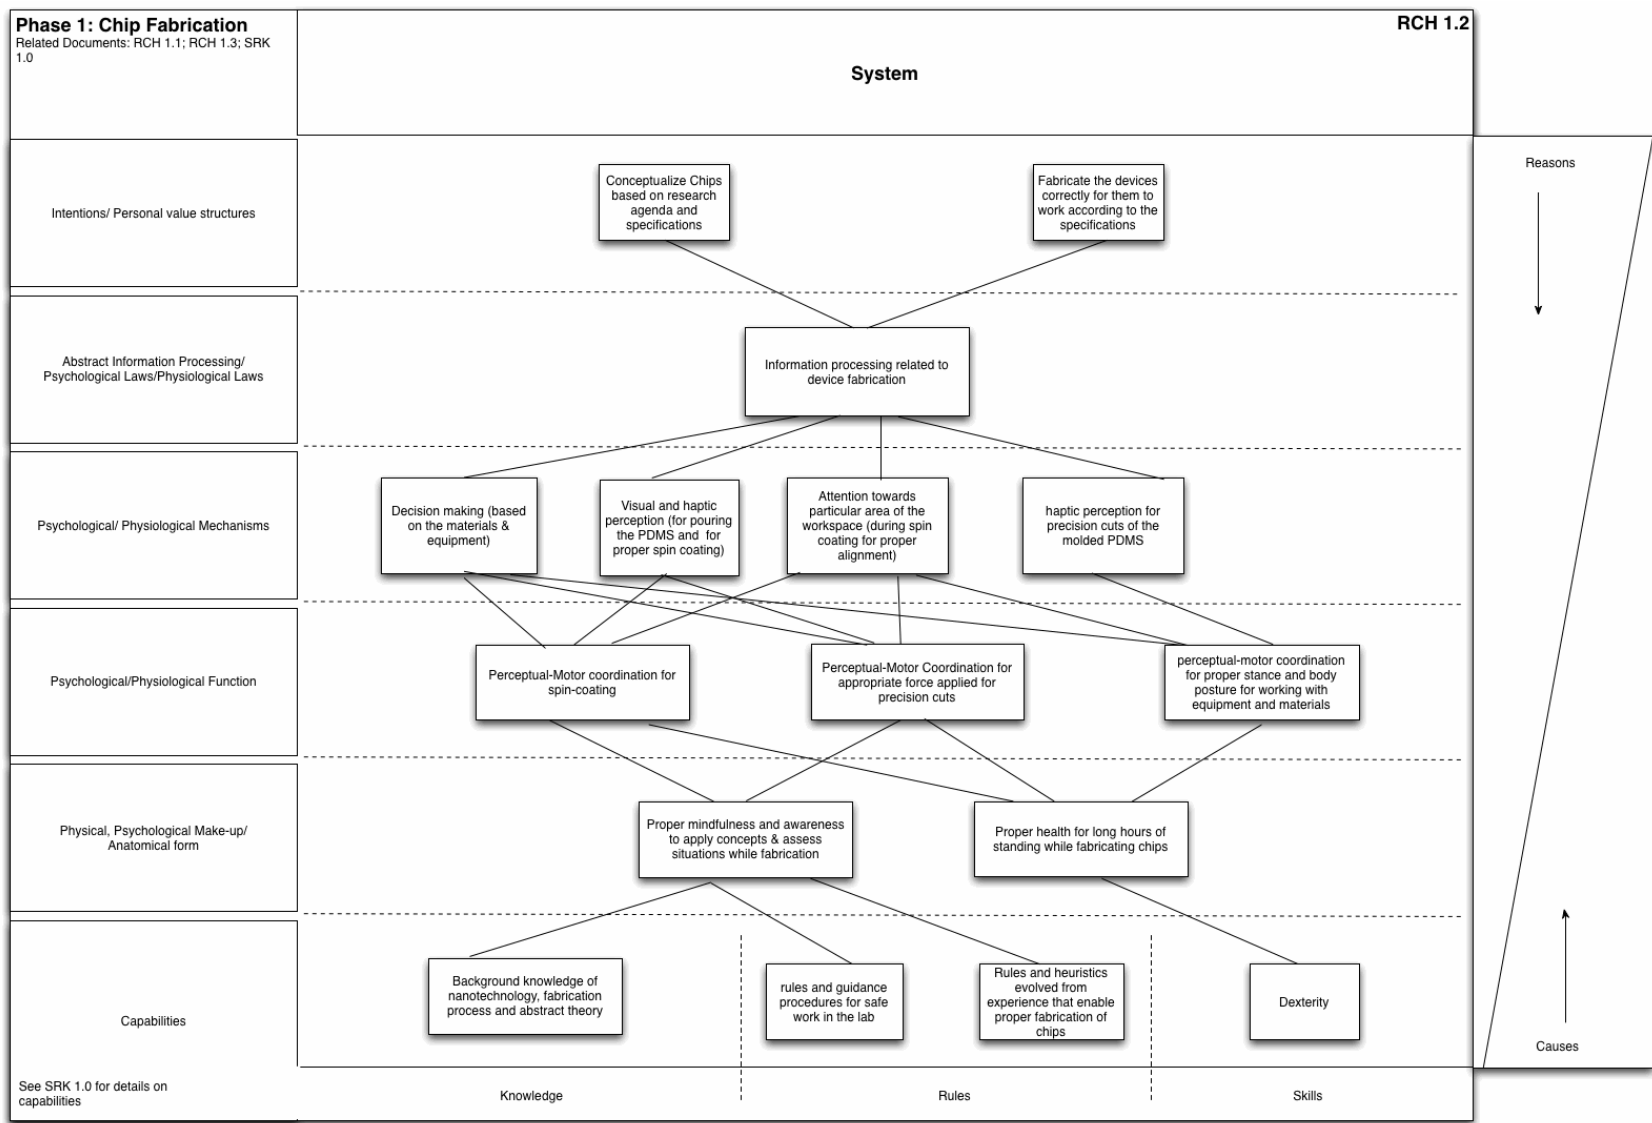 Phase 1: Chip Fabrication
Related Documents: RCH 1.1; RCH 1.3; SRK
1.0
RCH 1.2
System
Reasons
Intentions/ Personal value structures
Conceptualize Chips
based on research
agenda and
specifications
Fabricate the devices
correctly for them to
work according to the
specifications
Abstract Information Processing/
Psychological Laws/Physiological Laws
Information processing related to
device fabrication
Psychological/ Physiological Mechanisms
Decision making (based
on the materials &
equipment)
Visual and haptic
perception (for pouring
the PDMS and for
proper spin coating)
Attention towards
particular area of the
workspace (during spin
coating for proper
alignment)
haptic perception for
precision cuts of the
molded PDMS
Psychological/Physiological Function
Perceptual-Motor coordination for
spin-coating
Perceptual-Motor Coordination for
appropriate force applied for
precision cuts
perceptual-motor coordination
for proper stance and body
posture for working with
equipment and materials
Physical, Psychological Make-up/
Anatomical form
Proper mindfulness and awareness
to apply concepts & assess
situations while fabrication
Proper health for long hours of
standing while fabricating chips
Capabilities
Background knowledge of
nanotechnology, fabrication
process and abstract theory
rules and guidance
procedures for safe
work in the lab
Rules and heuristics
evolved from
experience that enable
proper fabrication of
chips
Dexterity
Causes
See SRK 1.0 for details on
capabilities
Knowledge
Rules
Skills